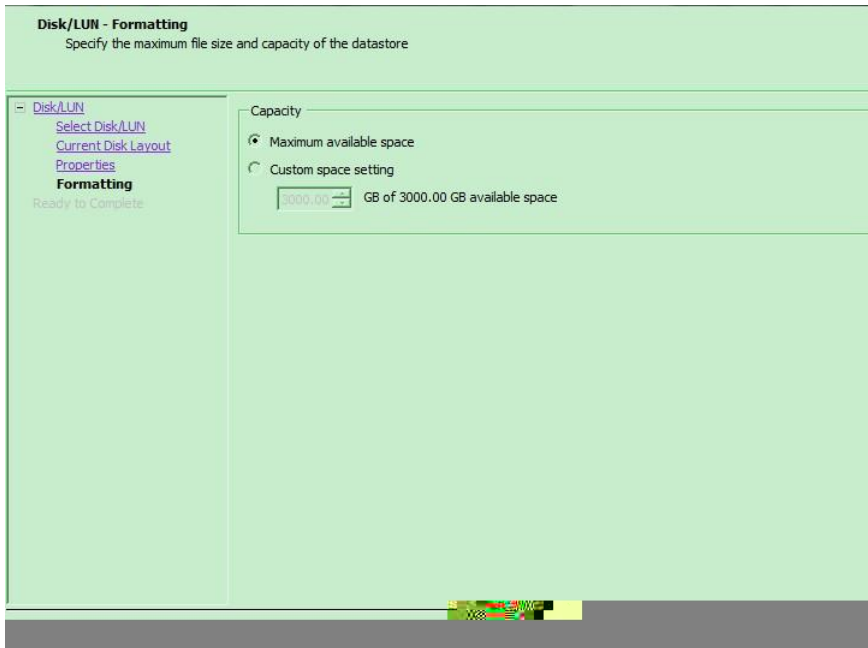 Disk/LUN - Formatting
Specify the maximum file size and capacity of the datastore
Disk/LUN
Select Disk/LUN
Current Disk Layout
Properties
Formatting
Ready to Complete
Capacity
Maximum available space
Custom space setting
3000.00 GB of 3000.00 GB available space